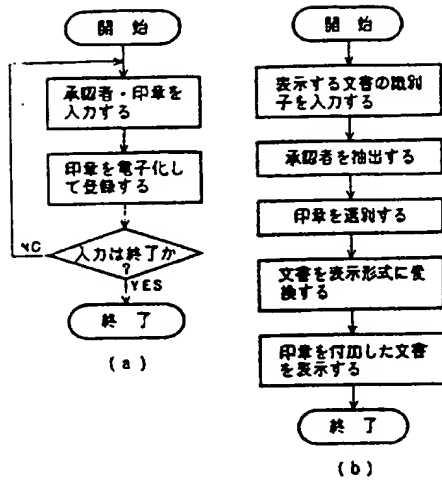 開始
承認者・印章を
入力する
印章を電子化し
て登録する
入力は終了か
?
NO
YES
終了
(a)
開始
表示する文書の識別
子を入力する
承認者を抽出する
印章を選別する
文書を表示形式に変
換する
印章を付加した文書
を表示する
終了
(b)